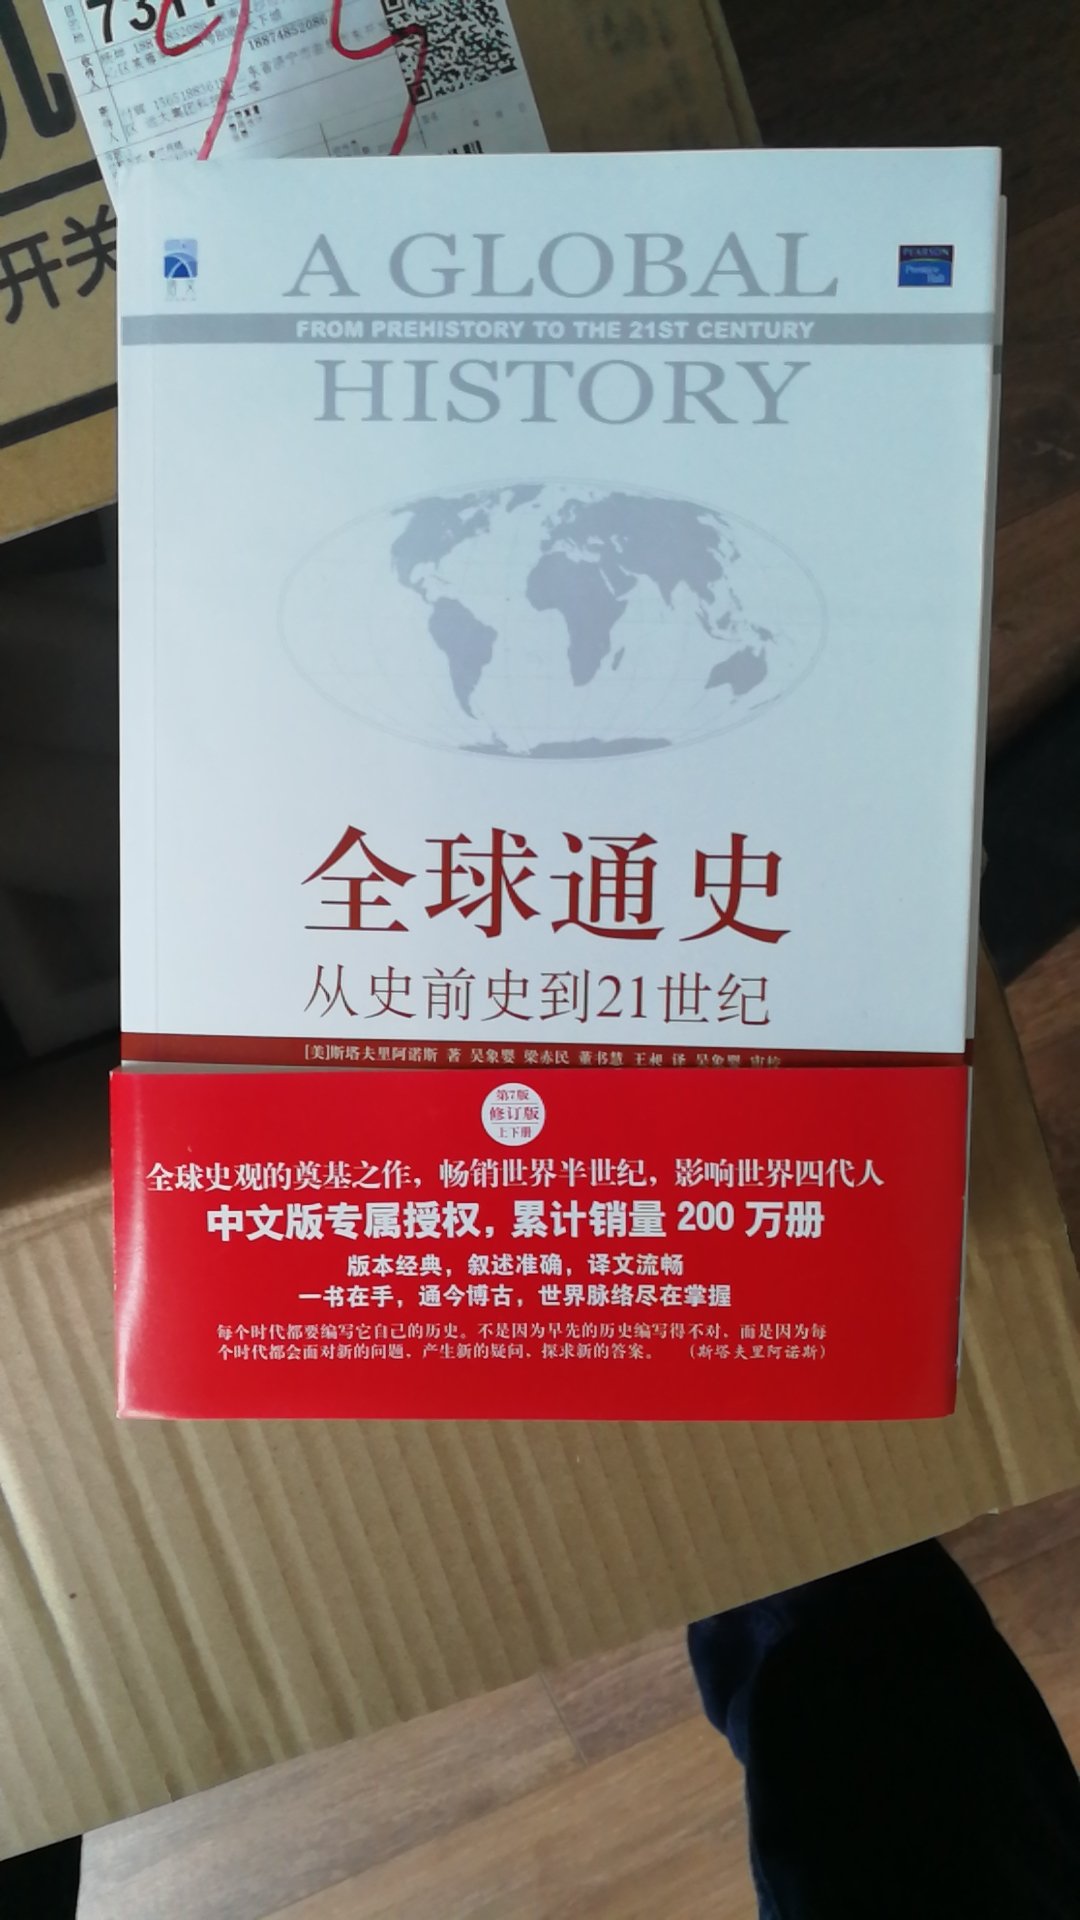 18874852086
开关
A GLOBAL
FROM PREHISTORY TO THE 21ST CENTURY
HISTORY
PEARSON
Prentice
Hall
全球通史
从史前史到21世纪
[美]斯塔夫里阿诺斯 著 吴象婴 梁赤民 董书慧 王昶 译 吴象婴 审校
第7版
修订版
上下册
全球史观的奠基之作，畅销世界半世纪，影响世界四代人
中文版专属授权，累计销量 200 万册
版本经典，叙述准确，译文流畅
一书在手，通今博古，世界脉络尽在掌握
每个时代都要编写它自己的历史。不是因为早先的历史编写得不对，而是因为每
个时代都会面对新的问题，产生新的疑问，探求新的答案。 （斯塔夫里阿诺斯）